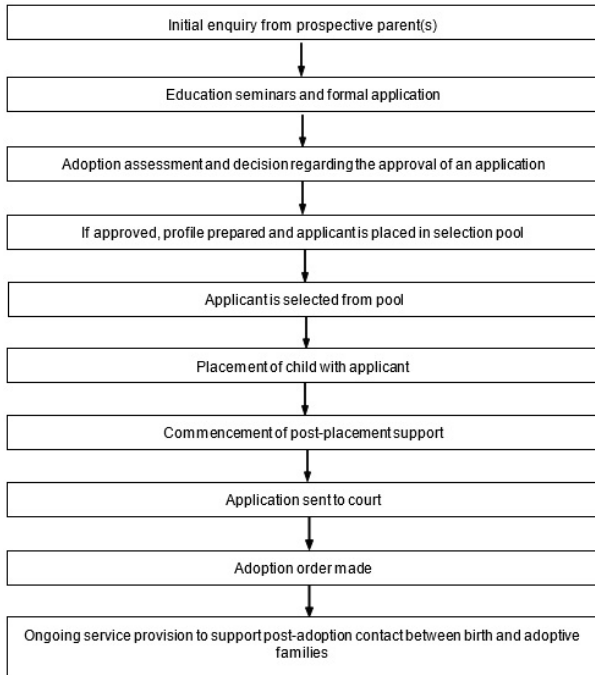 Initial enquiry from prospective parent(s)
Education seminars and formal application
Adoption assessment and decision regarding the approval of an application
If approved, profile prepared and applicant is placed in selection pool
Applicant is selected from pool
Placement of child with applicant
Commencement of post-placement support
Application sent to court
Adoption order made
Ongoing service provision to support post-adoption contact between birth and adoptive
families